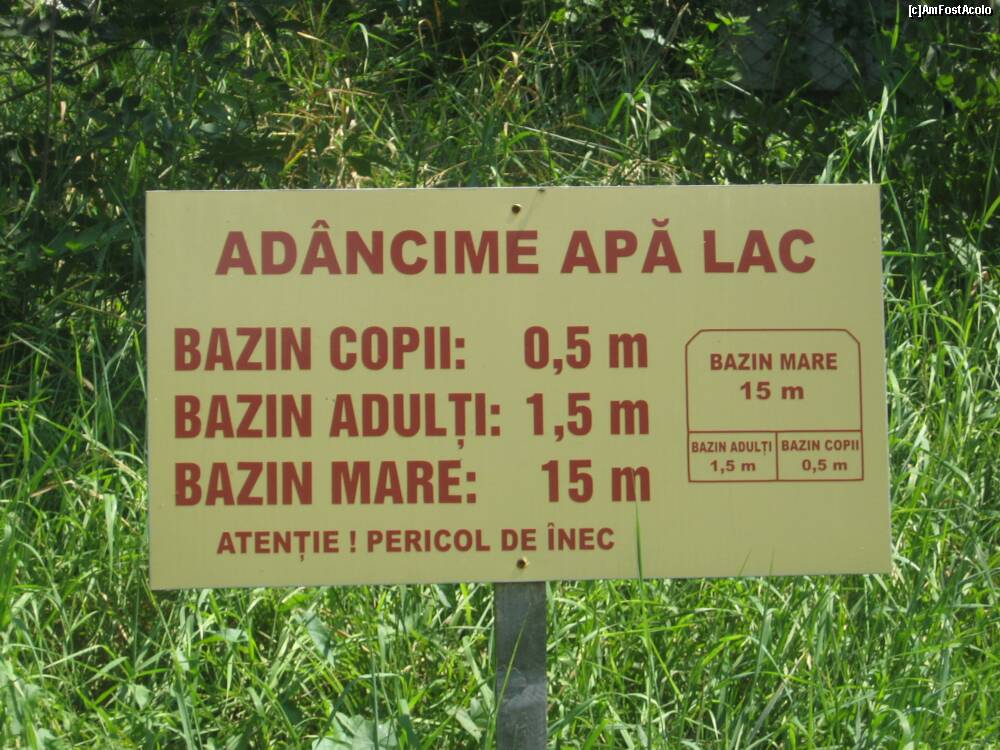 [c]AmFostAcolo
ADÂNCIME APĂ LAC
BAZIN COPII: 0,5 m
BAZIN ADULȚI: 1,5 m
BAZIN MARE: 15 m
ATENȚIE ! PERICOL DE ÎNEC
BAZIN MARE
15 m
BAZIN ADULȚI
1,5 m
BAZIN COPII
0,5 m